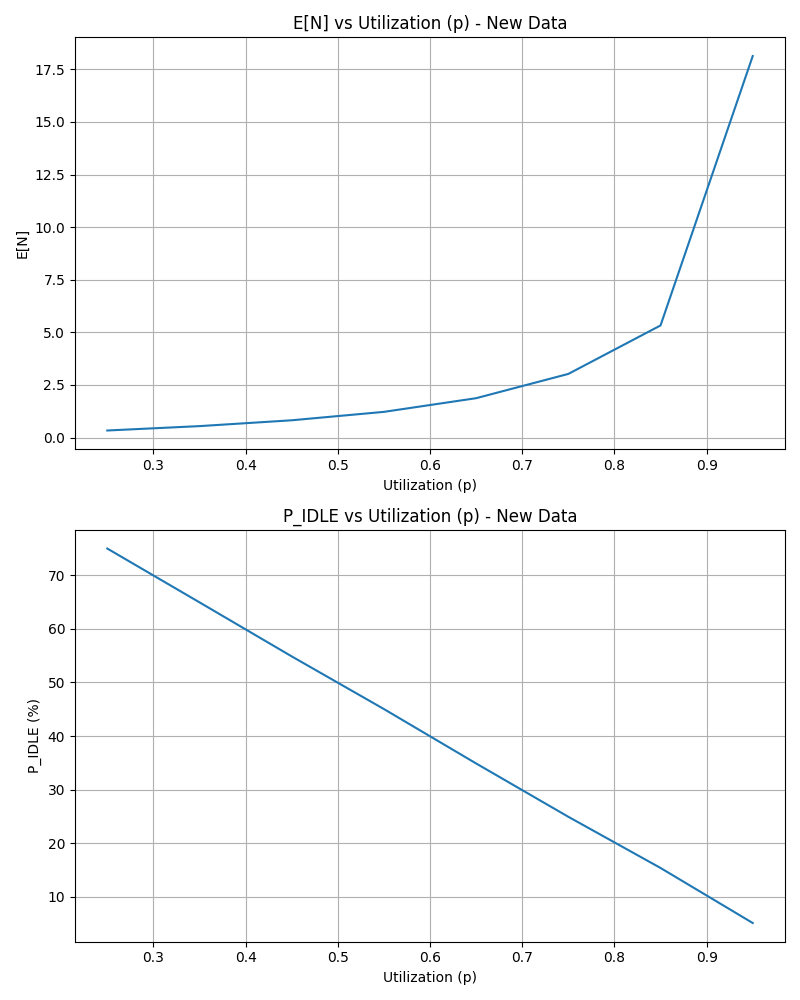 E[N] vs Utilization (p) - New Data
17.5
15.0
12.5
10.0
7.5
5.0
2.5
0.0
E[N]
0.3 0.4 0.5 0.6 0.7 0.8 0.9
Utilization (p)
P_IDLE vs Utilization (p) - New Data
70
60
50
40
30
20
10
P_IDLE (%)
0.3 0.4 0.5 0.6 0.7 0.8 0.9
Utilization (p)